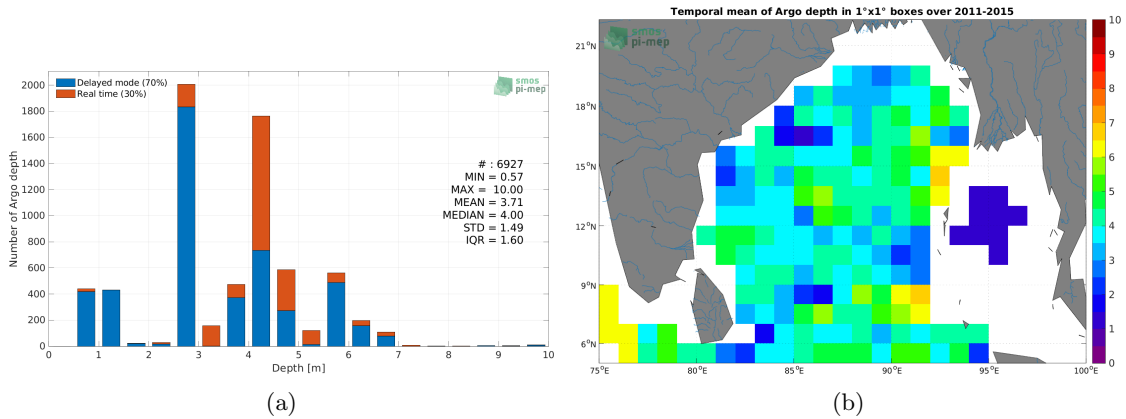 Delayed mode (70%)
Real time (30%)
smos
pi-mep
Number of Argo depth
2000
1800
1600
1400
1200
1000
800
600
400
200
0
# : 6927
MIN = 0.57
MAX = 10.00
MEAN = 3.71
MEDIAN = 4.00
STD = 1.49
IQR = 1.60
0 1 2 3 4 5 6 7 8 9 10
Depth [m]
(a)
Temporal mean of Argo depth in 1°x1° boxes over 2011-2015
smos
pi-mep
21°N
18°N
15°N
12°N
9°N
6°N
75°E 80°E 85°E 90°E 95°E 100°E
10
9
8
7
6
5
4
3
2
1
0
(b)